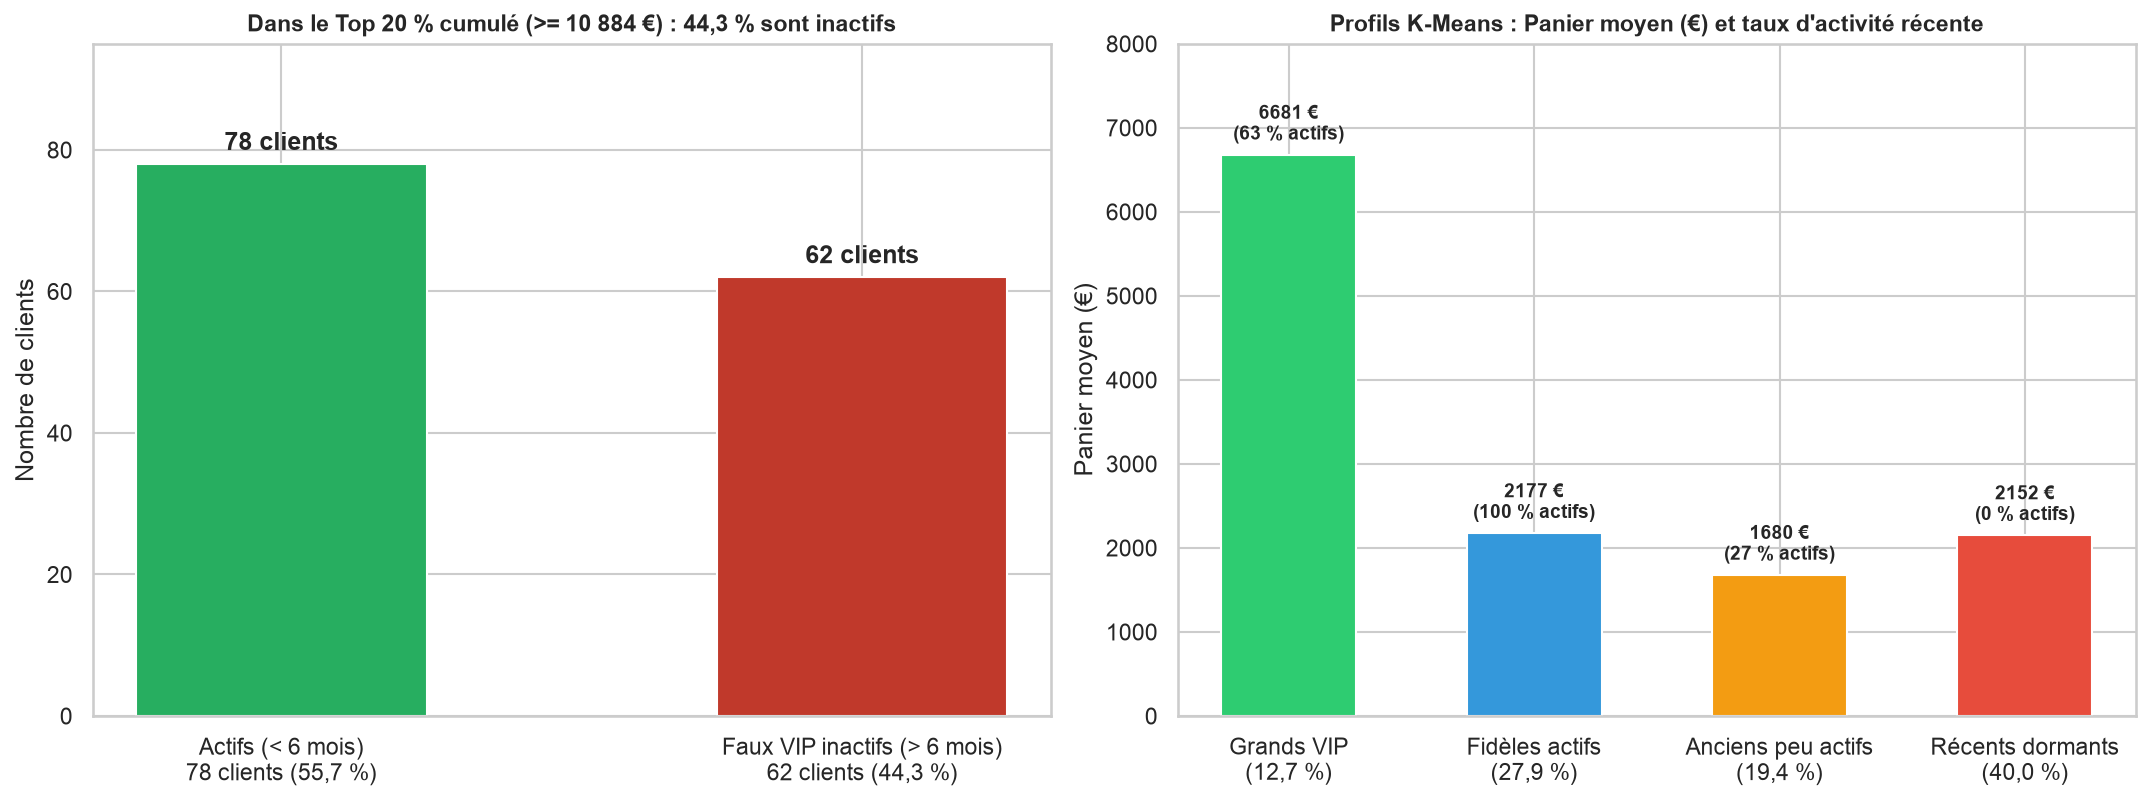 Dans le Top 20 % cumulé (>= 10 884 €) : 44,3 % sont inactifs
Nombre de clients
80
60
40
20
0
78 clients
62 clients
Actifs (< 6 mois)
78 clients (55,7 %)
Faux VIP inactifs (> 6 mois)
62 clients (44,3 %)
Profils K-Means : Panier moyen (€) et taux d'activité récente
Panier moyen (€)
8000
7000
6000
5000
4000
3000
2000
1000
0
6681 €
(63 % actifs)
2177 €
(100 % actifs)
1680 €
(27 % actifs)
2152 €
(0 % actifs)
Grands VIP
(12,7 %)
Fidèles actifs
(27,9 %)
Anciens peu actifs
(19,4 %)
Récents dormants
(40,0 %)